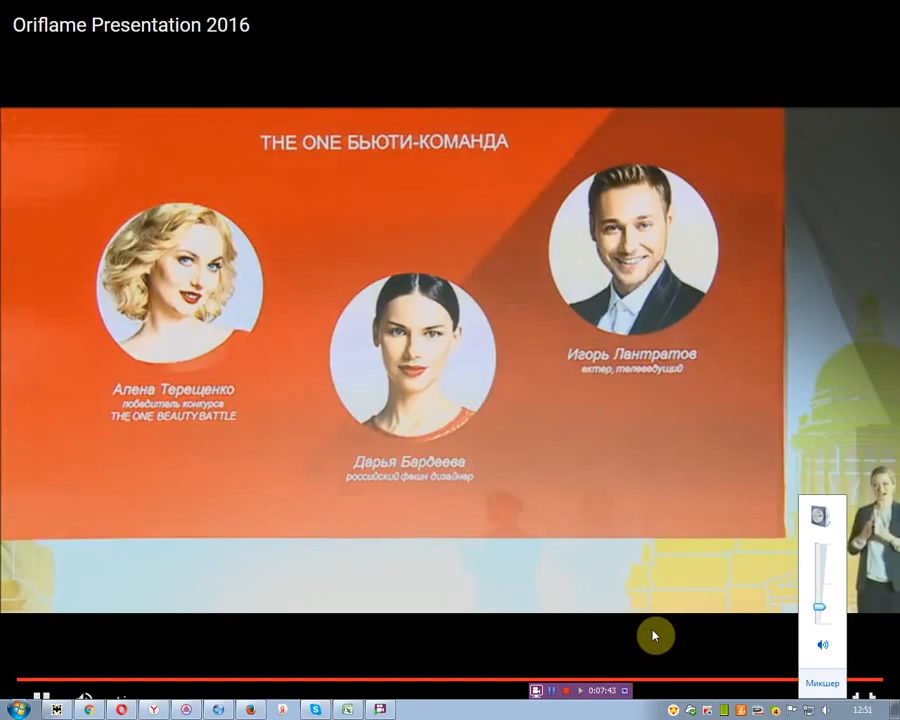 Oriflame Presentation 2016
THE ONE БЬЮТИ-КОМАНДА
Алена Терещенко
победитель конкурса
THE ONE BEAUTY BATTLE
Дарья Бардеева
российский фешн дизайнер
Игорь Лантратов
актер, телеведущий
Микшер
0:07:43
12:51